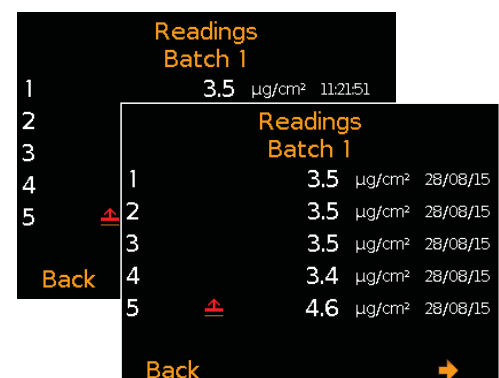 Readings
Batch 1
1 3.5 µg/cm² 11:21:51
2
3
4
5
Back
Readings
Batch 1
1 3.5 µg/cm² 28/08/15
2 3.5 µg/cm² 28/08/15
3 3.5 µg/cm² 28/08/15
4 3.4 µg/cm² 28/08/15
5 4.6 µg/cm² 28/08/15
Back